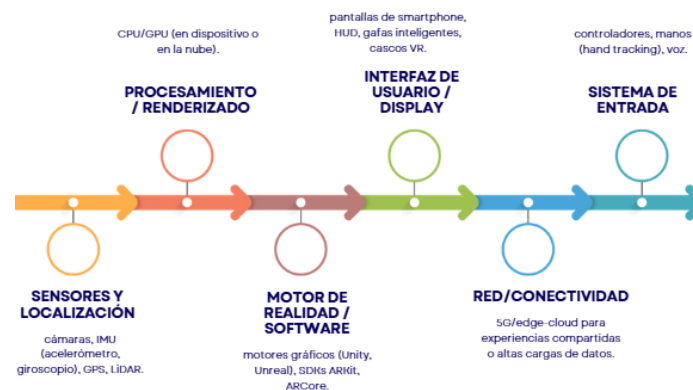 CPU/GPU (en dispositivo o
en la nube).
PROCESAMIENTO
/ RENDERIZADO
pantallas de smartphone,
HUD, gafas inteligentes,
cascos VR.
INTERFAZ DE
USUARIO /
DISPLAY
controladores, manos
(hand tracking), voz.
SISTEMA DE
ENTRADA
SENSORES Y
LOCALIZACIÓN
cámaras, IMU
(acelerómetro,
giroscopio), GPS, LiDAR.
MOTOR DE
REALIDAD /
SOFTWARE
motores gráficos (Unity,
Unreal), SDKs ARKit,
ARCore.
RED/CONECTIVIDAD
5G/edge-cloud para
experiencias compartidas
o altas cargas de datos.